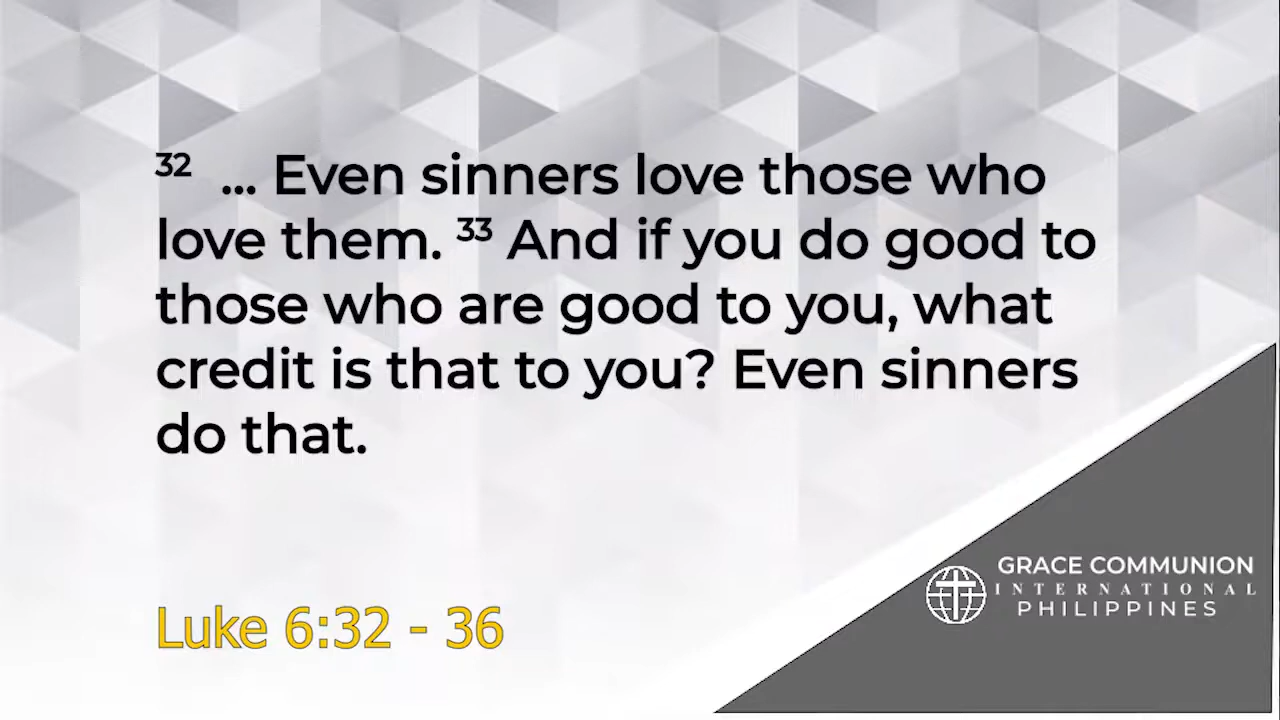 32 ... Even sinners love those who
love them. 33 And if you do good to
those who are good to you, what
credit is that to you? Even sinners
do that.
Luke 6:32 - 36
GRACE COMMUNION
INTERNATIONAL
PHILIPPINES